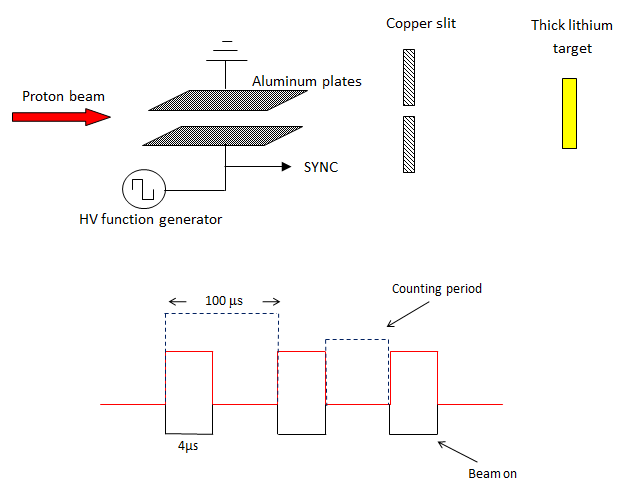 Copper slit
Thick lithium
target
Aluminum plates
Proton beam
SYNC
HV function generator
100 μs
Counting period
4μs
Beam on